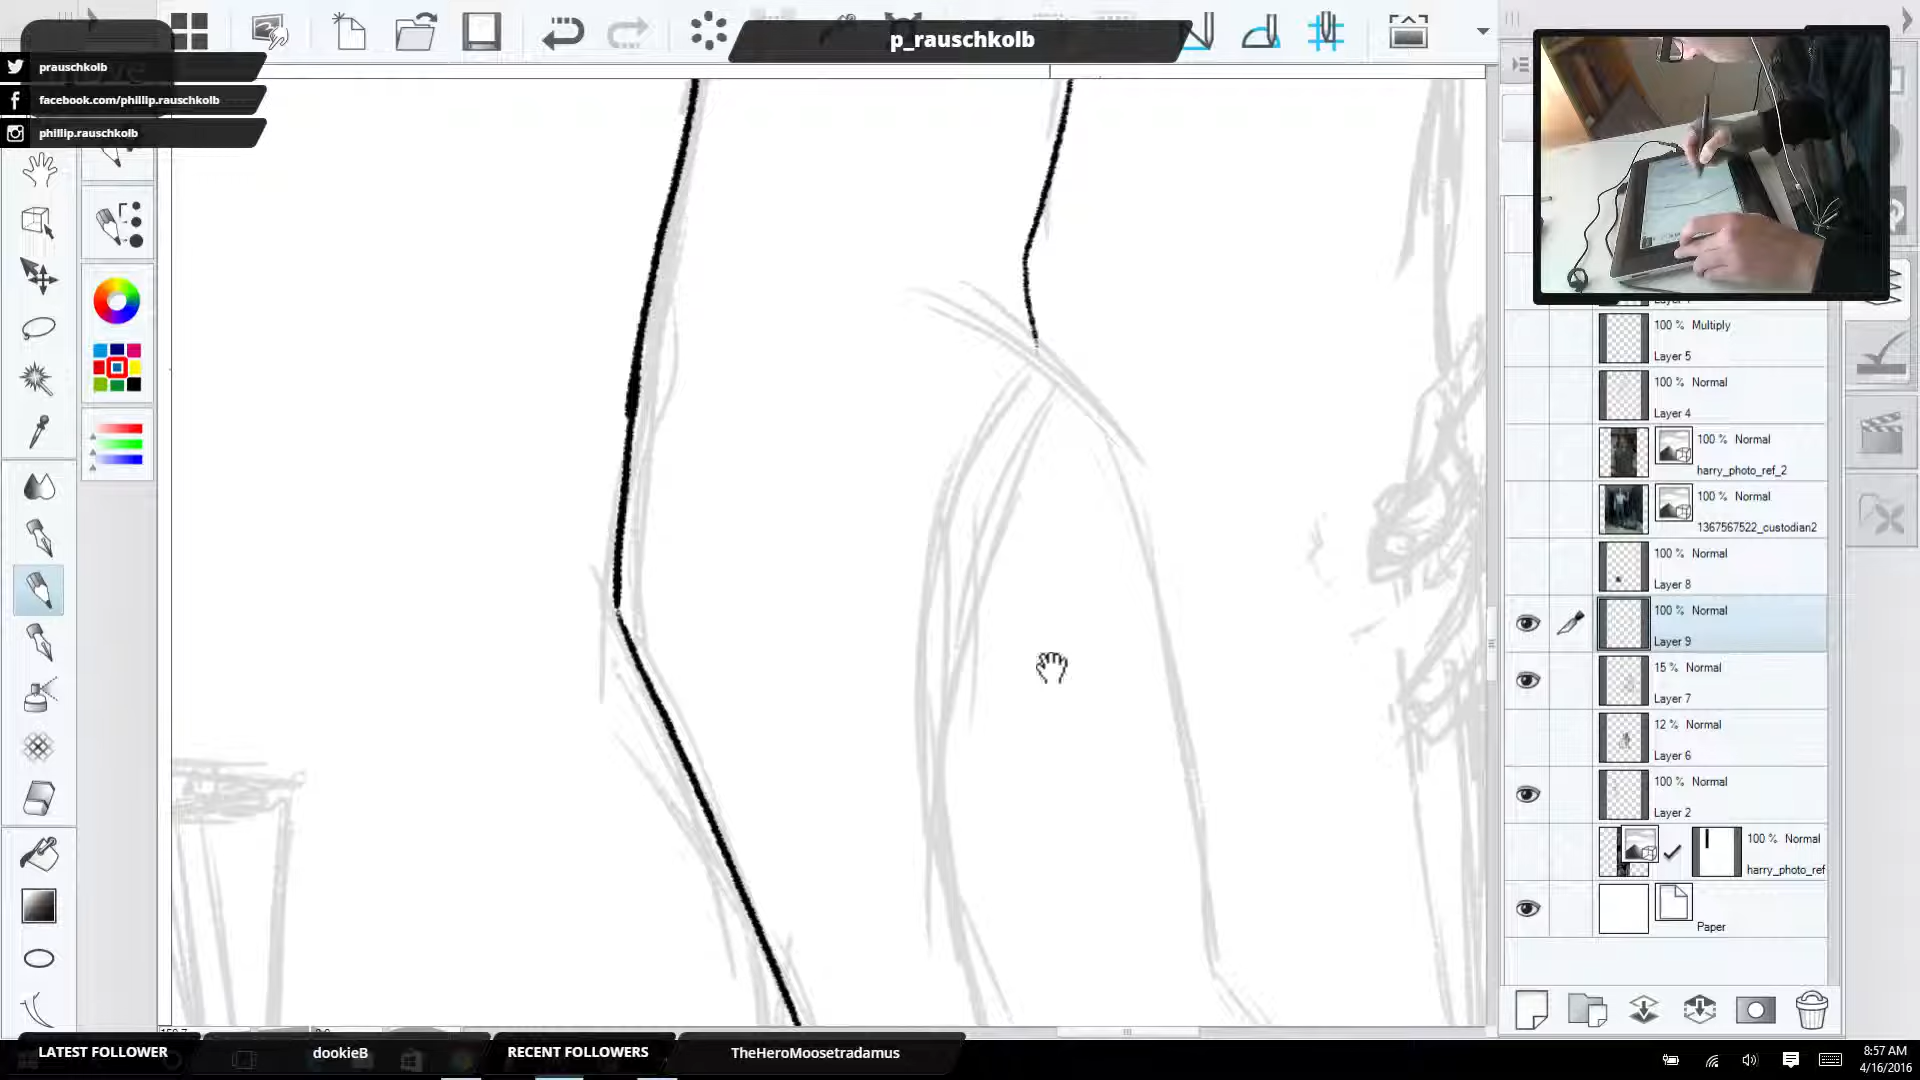 p_rauschkolb
prauschkolb
facebook.com/phillip.rauschkolb
phillip.rauschkolb
100 % Multiply
Layer 5
100 % Normal
Layer 4
100 % Normal
harry_photo_ref_2
100 % Normal
1367567522_custodian2
100 % Normal
Layer 8
100 % Normal
Layer 9
15 % Normal
Layer 7
12 % Normal
Layer 6
100 % Normal
Layer 2
100 % Normal
harry_photo_ref
Paper
LATEST FOLLOWER
dookieB
RECENT FOLLOWERS
TheHeroMoosetradamus
8:57 AM
4/16/2016